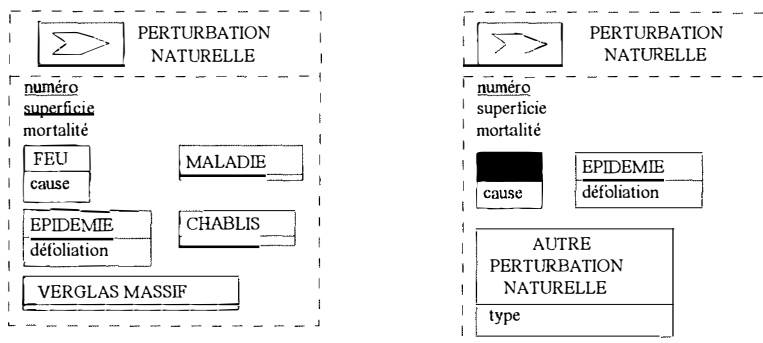 PERTURBATION
NATURELLE
numéro
superficie
mortalité
FEU
cause
MALADIE
EPIDEMIE
défoliation
CHABLIS
VERGLAS MASSIF
PERTURBATION
NATURELLE
numéro
superficie
mortalité
cause
EPIDEMIE
défoliation
AUTRE
PERTURBATION
NATURELLE
type